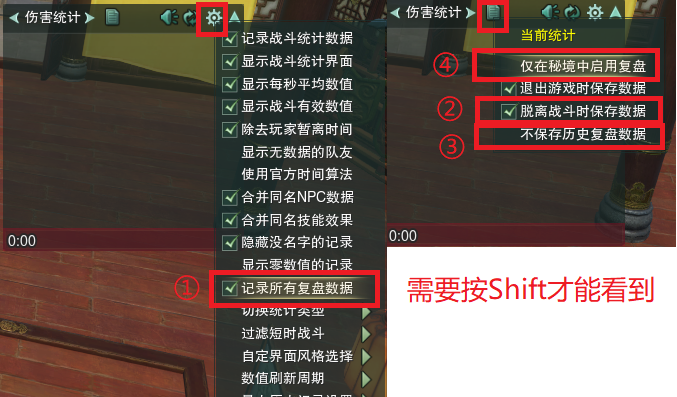 伤害统计
记录战斗统计数据
显示战斗统计界面
显示每秒平均数值
显示战斗有效数值
除去玩家暂离时间
显示无数据的队友
使用官方时间算法
合并同名NPC数据
合并同名技能效果
隐藏没名字的记录
显示零数值的记录
① 记录所有复盘数据
切换统计类型
过滤短时战斗
自定界面风格选择
数值刷新周期
0:00
伤害统计
当前统计
④ 仅在秘境中启用复盘
退出游戏时保存数据
② 脱离战斗时保存数据
③ 不保存历史复盘数据
0:00
需要按Shift才能看到